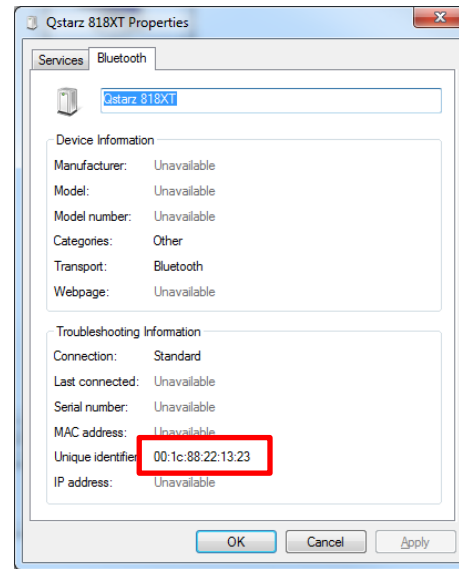 Qstarz 818XT Properties
Services Bluetooth
Qstarz 818XT
Device Information
Manufacturer: Unavailable
Model: Unavailable
Model number: Unavailable
Categories: Other
Transport: Bluetooth
Webpage: Unavailable
Troubleshooting Information
Connection: Standard
Last connected: Unavailable
Serial number: Unavailable
MAC address: Unavailable
Unique identifier 00:1c:88:22:13:23
IP address: Unavailable
OK Cancel Apply